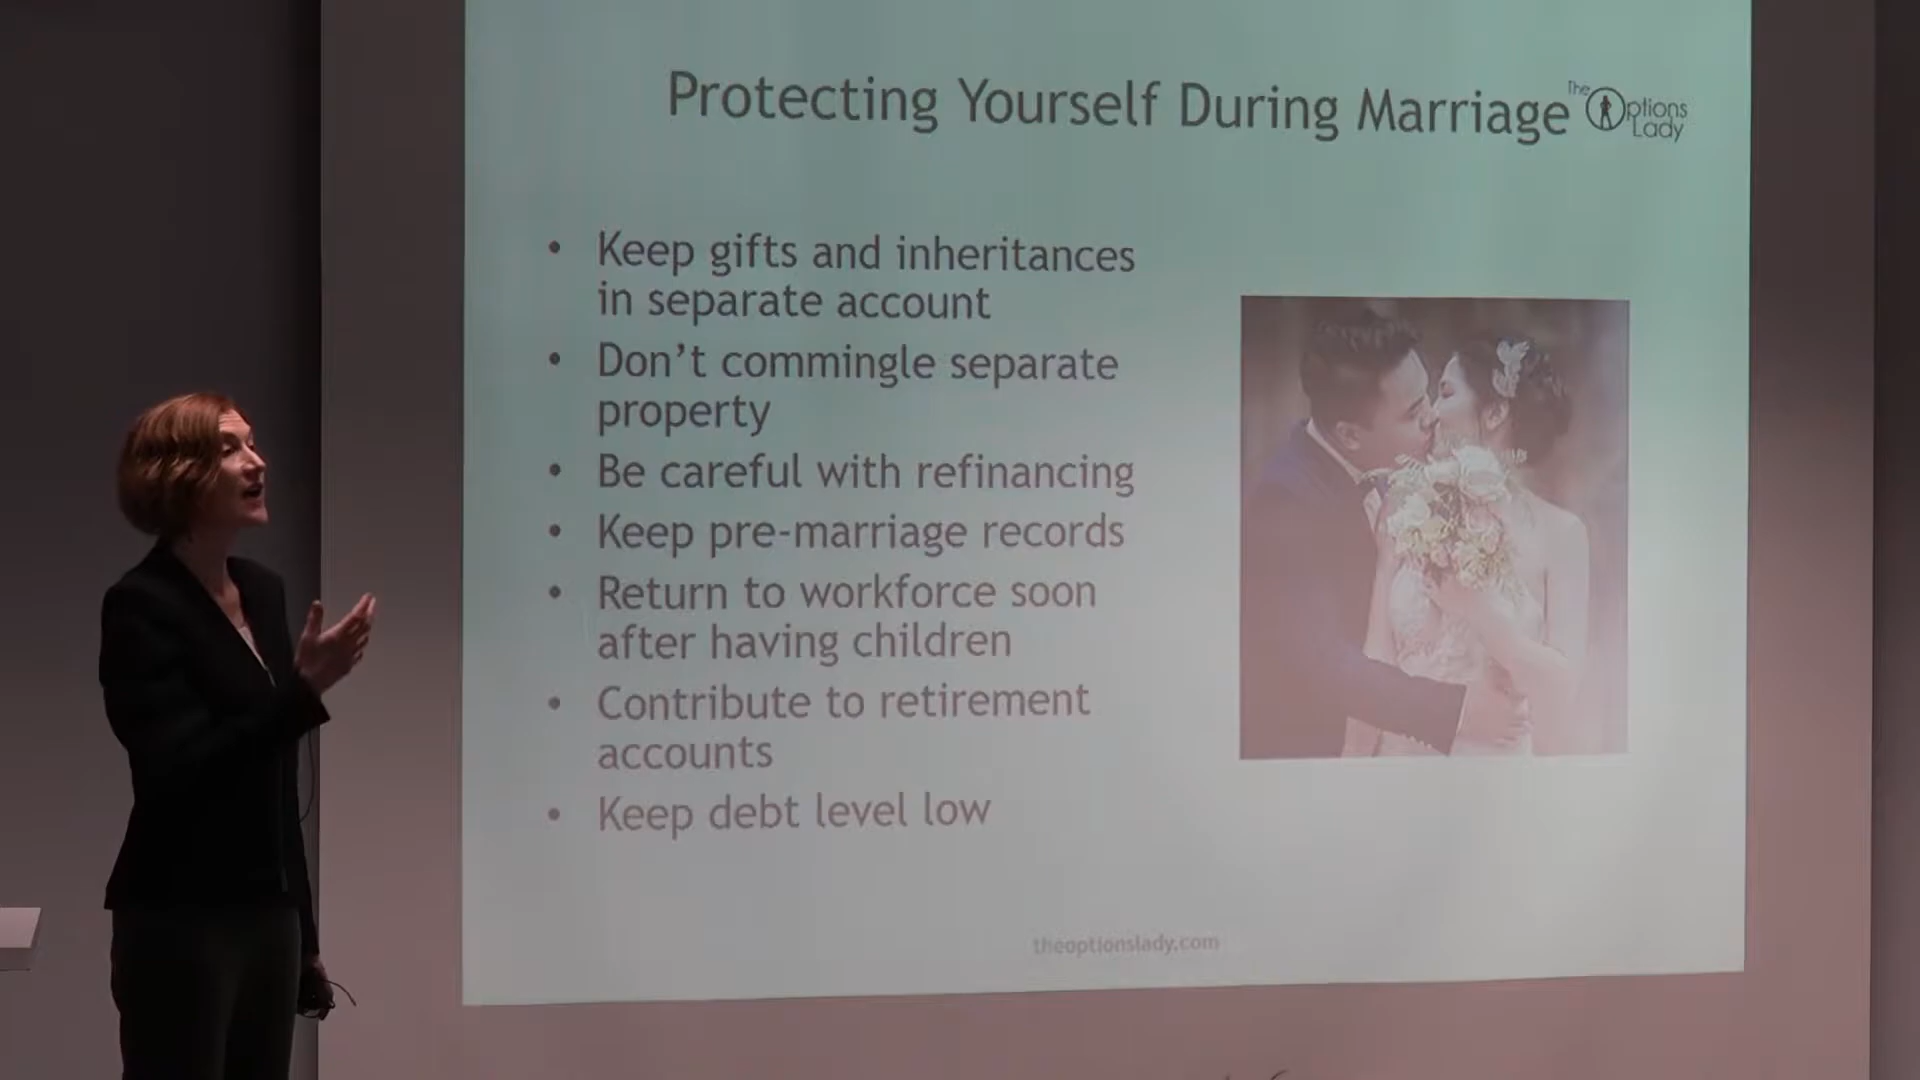 Protecting Yourself During Marriage
The Options
Lady
• Keep gifts and inheritances
in separate account
• Don't commingle separate
property
• Be careful with refinancing
• Keep pre-marriage records
• Return to workforce soon
after having children
• Contribute to retirement
accounts
• Keep debt level low
theoptionslady.com